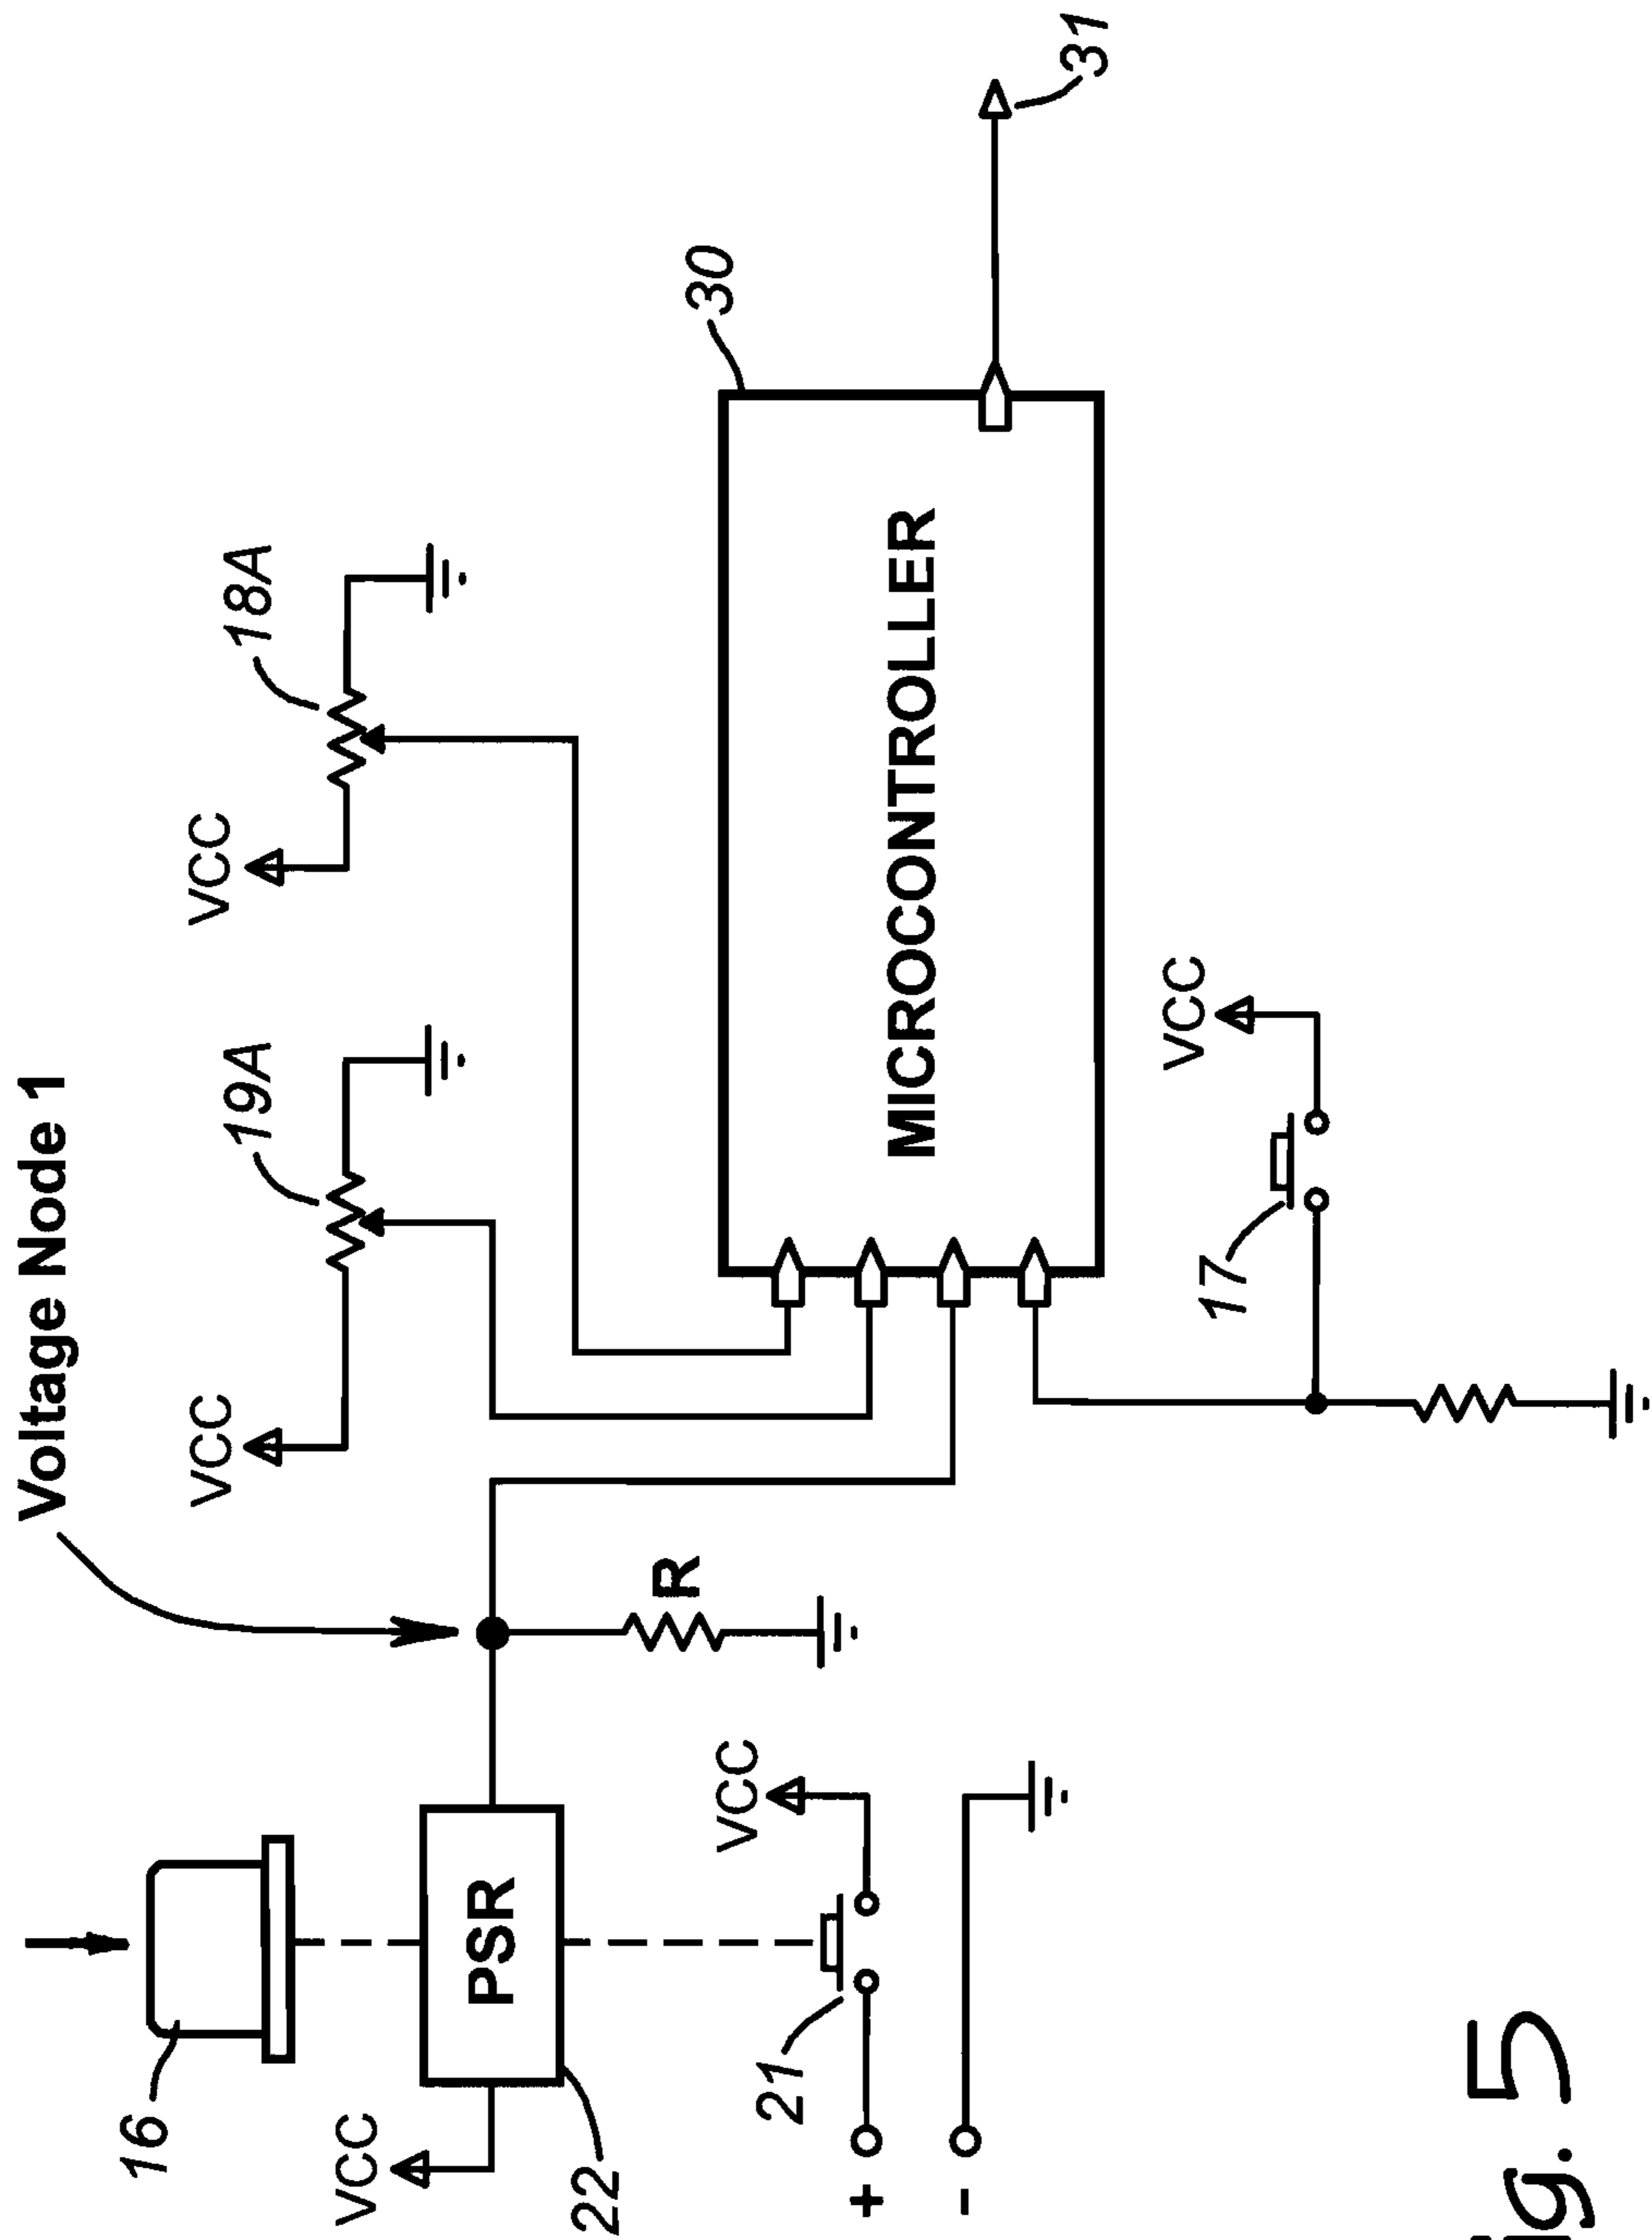 Voltage Node 1
16
VCC
PSR
22
R
VCC
19A
VCC
18A
VCC
21
+
-
30
MICROCONTROLLER
31
17
VCC
5